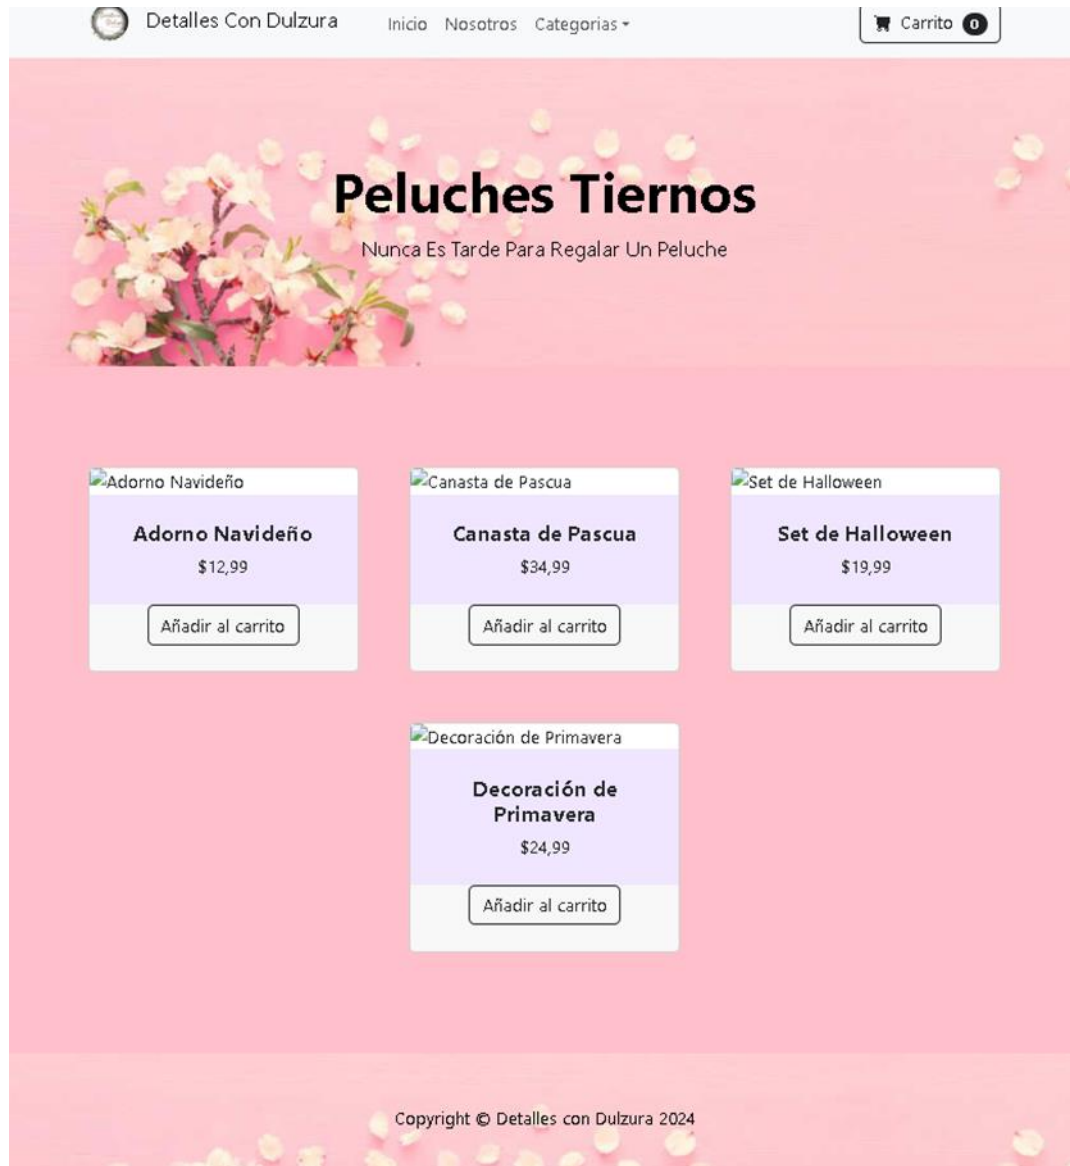 Detalles Con Dulzura Inicio Nosotros Categorias Carrito 0
Peluches Tiernos
Nunca Es Tarde Para Regalar Un Peluche
Adorno Navideño Canasta de Pascua Set de Halloween
Adorno Navideño Canasta de Pascua Set de Halloween
$12,99 $34,99 $19,99
Añadir al carrito Añadir al carrito Añadir al carrito
Decoración de Primavera
Decoración de
Primavera
$24,99
Añadir al carrito
Copyright © Detalles con Dulzura 2024